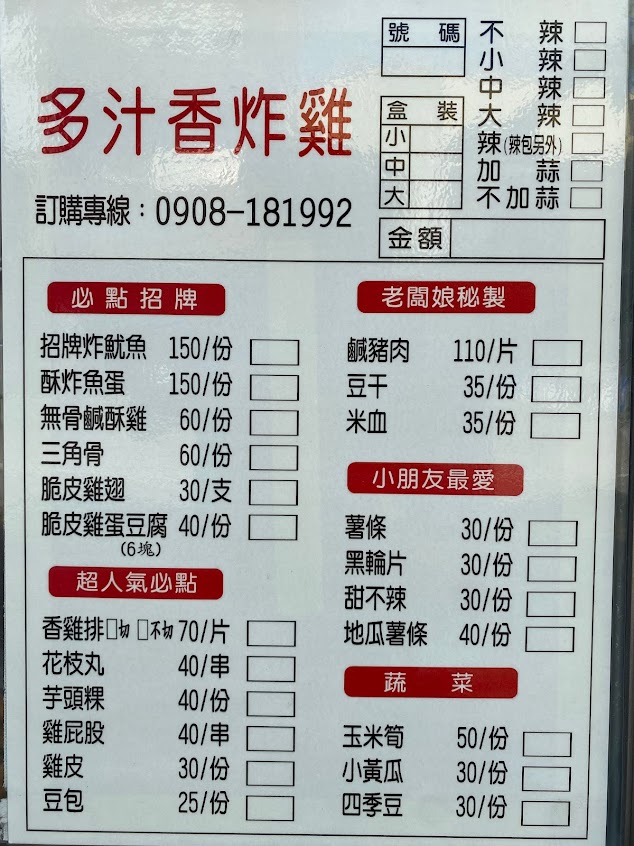 多汁香炸雞
訂購專線：0908-181992
號碼
盒裝
小
中
大
不辣
小辣
中辣
大辣
辣(辣包另外)
加蒜
不加蒜
金額
必點招牌
招牌炸魷魚 150/份
酥炸魚蛋 150/份
無骨鹹酥雞 60/份
三角骨 60/份
脆皮雞翅 30/支
脆皮雞蛋豆腐 40/份
(6塊)
超人氣必點
香雞排□切 □不切 70/片
花枝丸 40/串
芋頭粿 40/份
雞屁股 40/串
雞皮 30/份
豆包 25/份
老闆娘秘製
鹹豬肉 110/片
豆干 35/份
米血 35/份
小朋友最愛
薯條 30/份
黑輪片 30/份
甜不辣 30/份
地瓜薯條 40/份
蔬菜
玉米筍 50/份
小黃瓜 30/份
四季豆 30/份